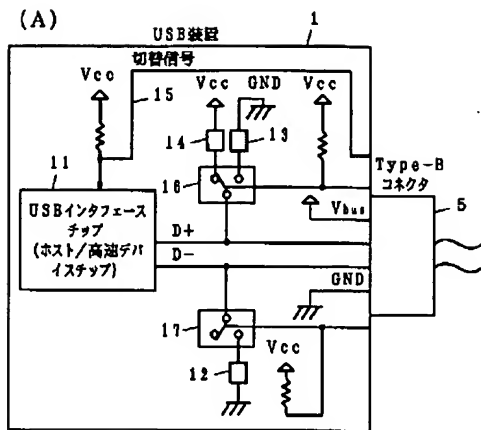 (A)
USB装置
1
切替信号
Vcc
15
Vcc
GND
Vcc
14
13
11
16
Type-B
コネクタ
USBインタフェース
チップ
(ホスト/高速デバ
イスチップ)
Vbus
5
D+
D-
GND
17
Vcc
12